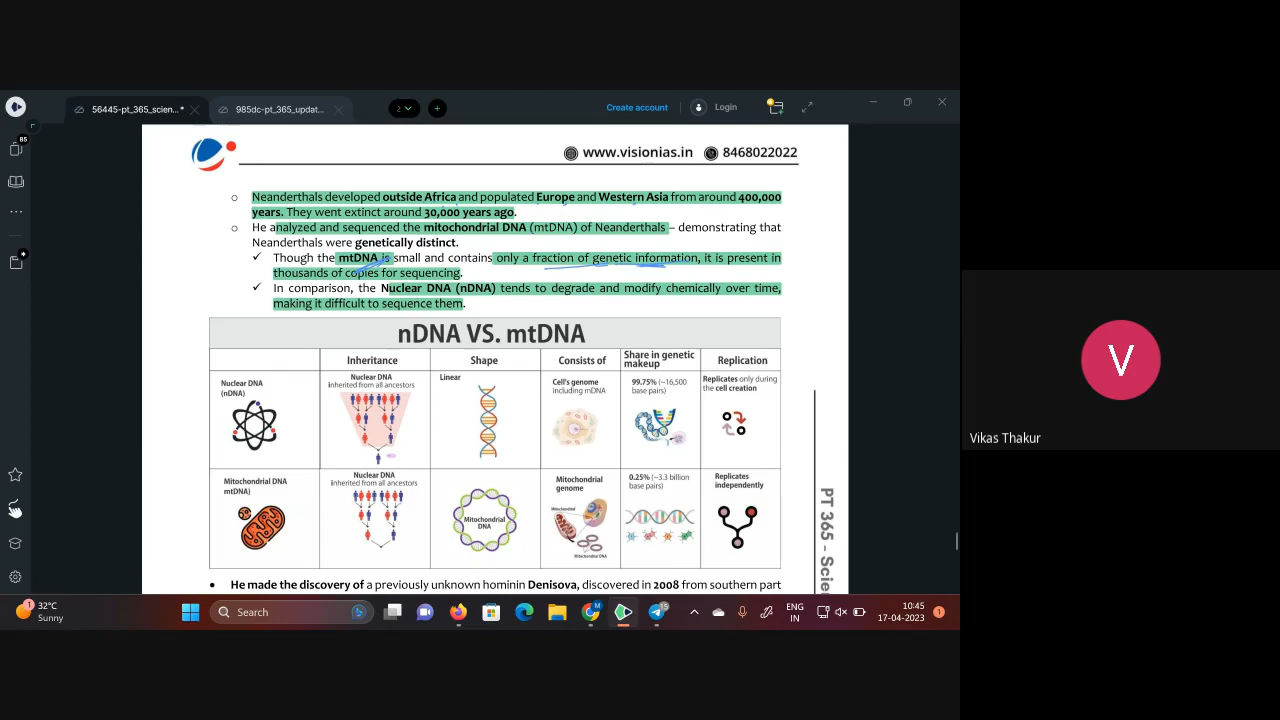 56445-pt_365_scien...*
985dc-pt_365_updat...
2
Create account
Login
85
www.visionias.in 8468022022
Neanderthals developed outside Africa and populated Europe and Western Asia from around 400,000
years. They went extinct around 30,000 years ago.
He analyzed and sequenced the mitochondrial DNA (mtDNA) of Neanderthals – demonstrating that
Neanderthals were genetically distinct.
Though the mtDNA is small and contains only a fraction of genetic information, it is present in
thousands of copies for sequencing.
In comparison, the Nuclear DNA (nDNA) tends to degrade and modify chemically over time,
making it difficult to sequence them.
nDNA VS. mtDNA
Inheritance
Shape
Consists of
Share in genetic
makeup
Replication
Nuclear DNA
(nDNA)
Nuclear DNA
inherited from all ancestors
Linear
Cell's genome
including mDNA
99.75% (~16,500
base pairs)
Replicates only during
the cell creation
Mitochondrial DNA
mtDNA)
Nuclear DNA
inherited from all ancestors
Mitochondrial
DNA
Mitochondrial
genome
Mitochondrial DNA
0.25% (~3.3 billion
base pairs)
Replicates
independently
He made the discovery of a previously unknown hominin Denisova, discovered in 2008 from southern part
PT 365 - Scie
V
Vikas Thakur
1
32°C
Sunny
Search
M
15
ENG
IN
10:45
17-04-2023
1